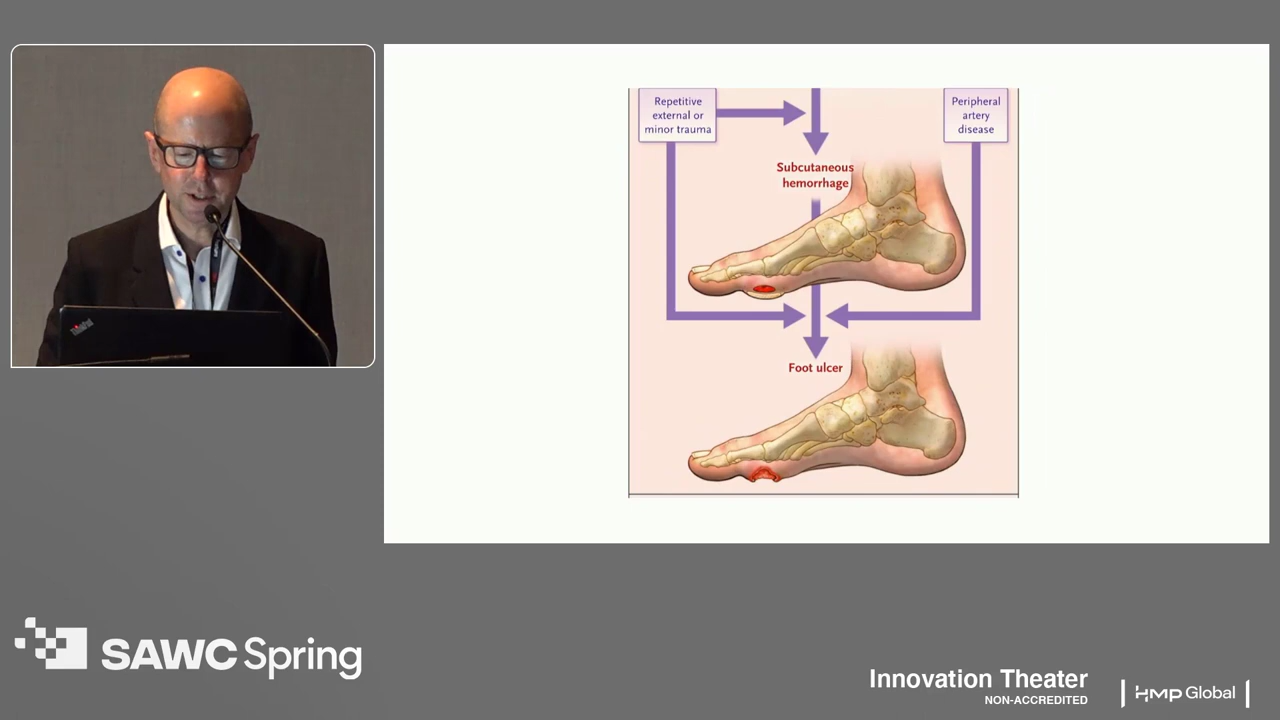 Repetitive
external or
minor trauma
Peripheral
artery
disease
Subcutaneous
hemorrhage
Foot ulcer
SAWC Spring
Innovation Theater
NON-ACCREDITED
HMP Global